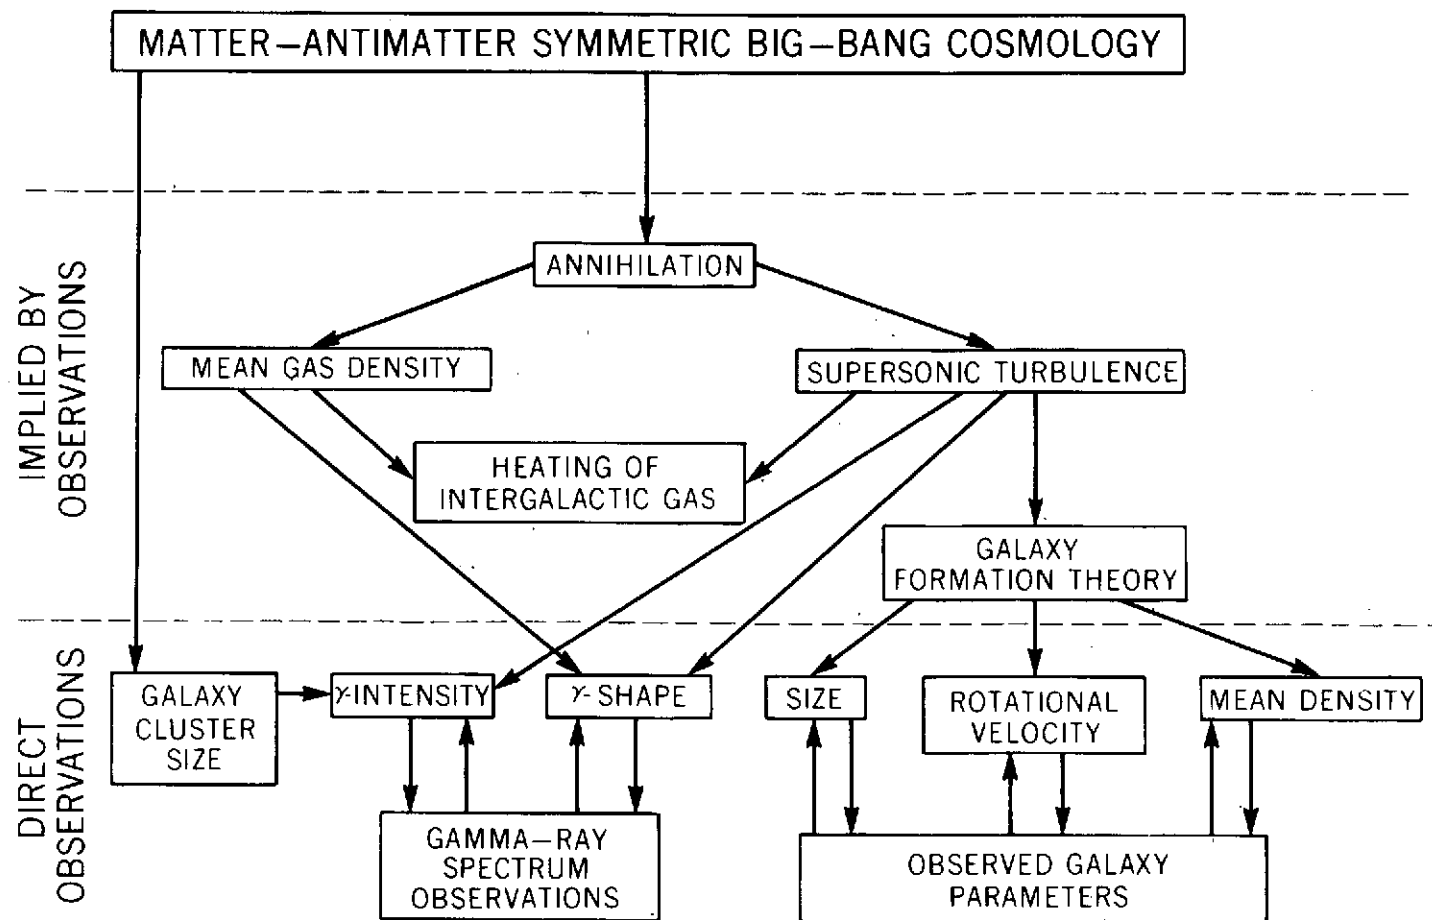 MATTER–ANTIMATTER SYMMETRIC BIG–BANG COSMOLOGY
IMPLIED BY
OBSERVATIONS
ANNIHILATION
MEAN GAS DENSITY
SUPERSONIC TURBULENCE
HEATING OF
INTERGALACTIC GAS
GALAXY
FORMATION THEORY
DIRECT
OBSERVATIONS
GALAXY
CLUSTER
SIZE
γ-INTENSITY
γ-SHAPE
SIZE
ROTATIONAL
VELOCITY
MEAN DENSITY
GAMMA–RAY
SPECTRUM
OBSERVATIONS
OBSERVED GALAXY
PARAMETERS